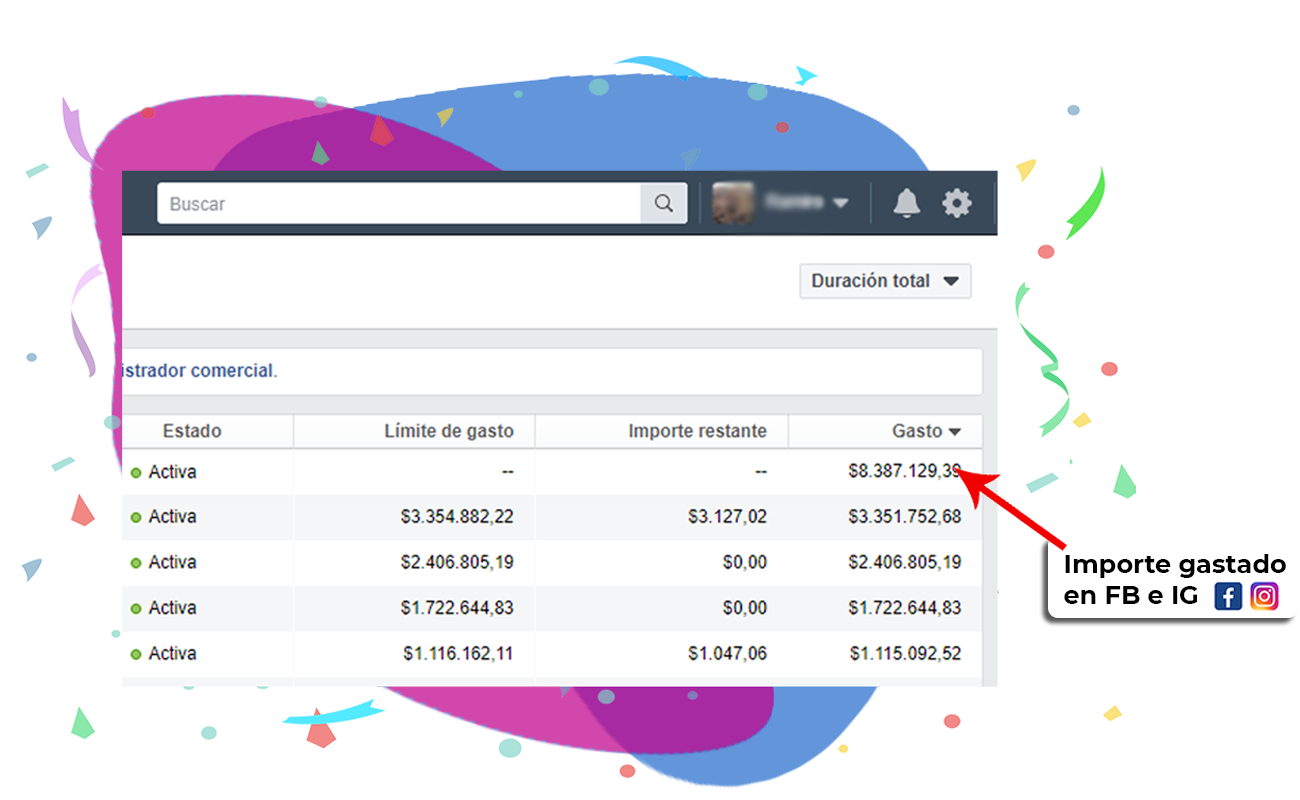 Buscar
Duración total
istrador comercial.
Estado Límite de gasto Importe restante Gasto
Activa -- -- $8.387.129,39
Activa $3.354.882,22 $3.127,02 $3.351.752,68
Activa $2.406.805,19 $0,00 $2.406.805,19
Activa $1.722.644,83 $0,00 $1.722.644,83
Activa $1.116.162,11 $1.047,06 $1.115.092,52
Importe gastado
en FB e IG